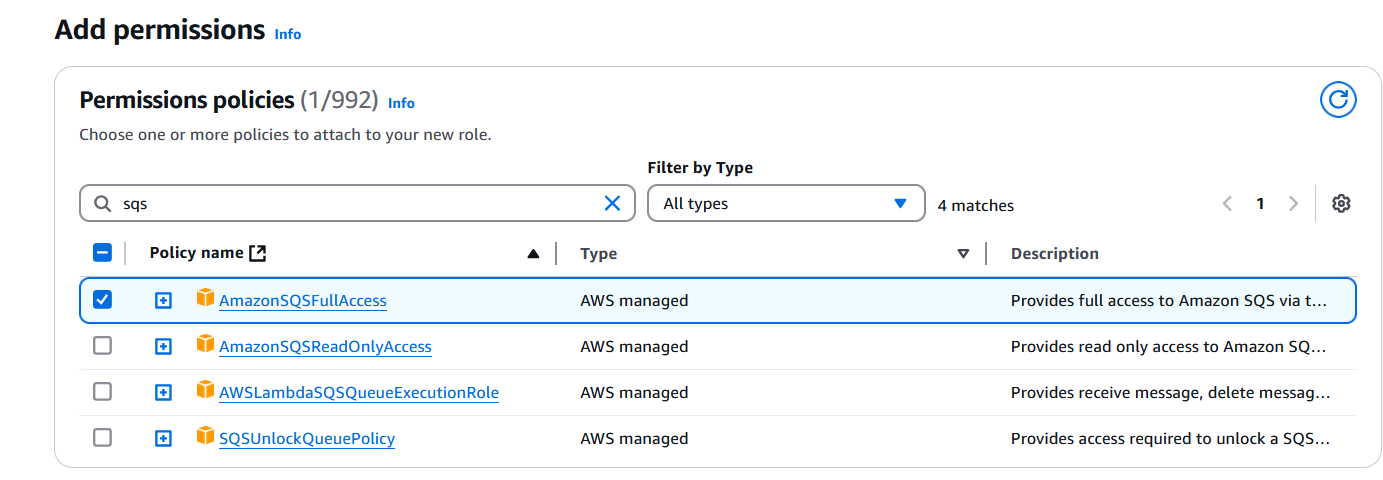 Add permissions Info
Permissions policies (1/992) Info
Choose one or more policies to attach to your new role.
Filter by Type
sqs
All types
4 matches
1
Policy name
Type
Description
AmazonSQSFullAccess AWS managed Provides full access to Amazon SQS via t...
AmazonSQSReadOnlyAccess AWS managed Provides read only access to Amazon SQ...
AWSLambdaSQSQueueExecutionRole AWS managed Provides receive message, delete messag...
SQSUnlockQueuePolicy AWS managed Provides access required to unlock a SQS...